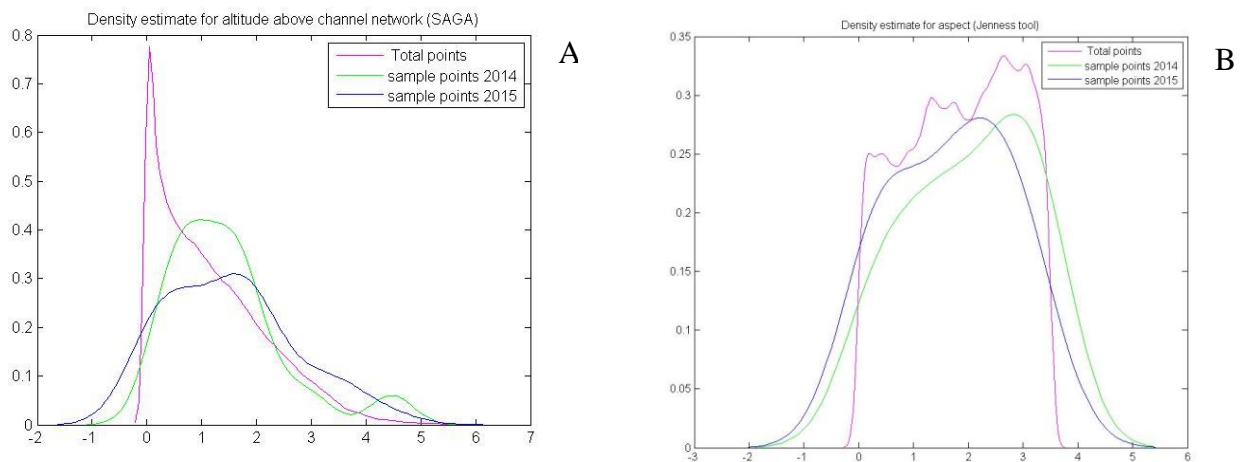 Density estimate for altitude above channel network (SAGA)
0.8
0.7
0.6
0.5
0.4
0.3
0.2
0.1
0
-2 -1 0 1 2 3 4 5 6 7
Total points
sample points 2014
sample points 2015
A
Density estimate for aspect (Jenness tool)
0.35
0.3
0.25
0.2
0.15
0.1
0.05
0
-3 -2 -1 0 1 2 3 4 5 6
Total points
sample points 2014
sample points 2015
B